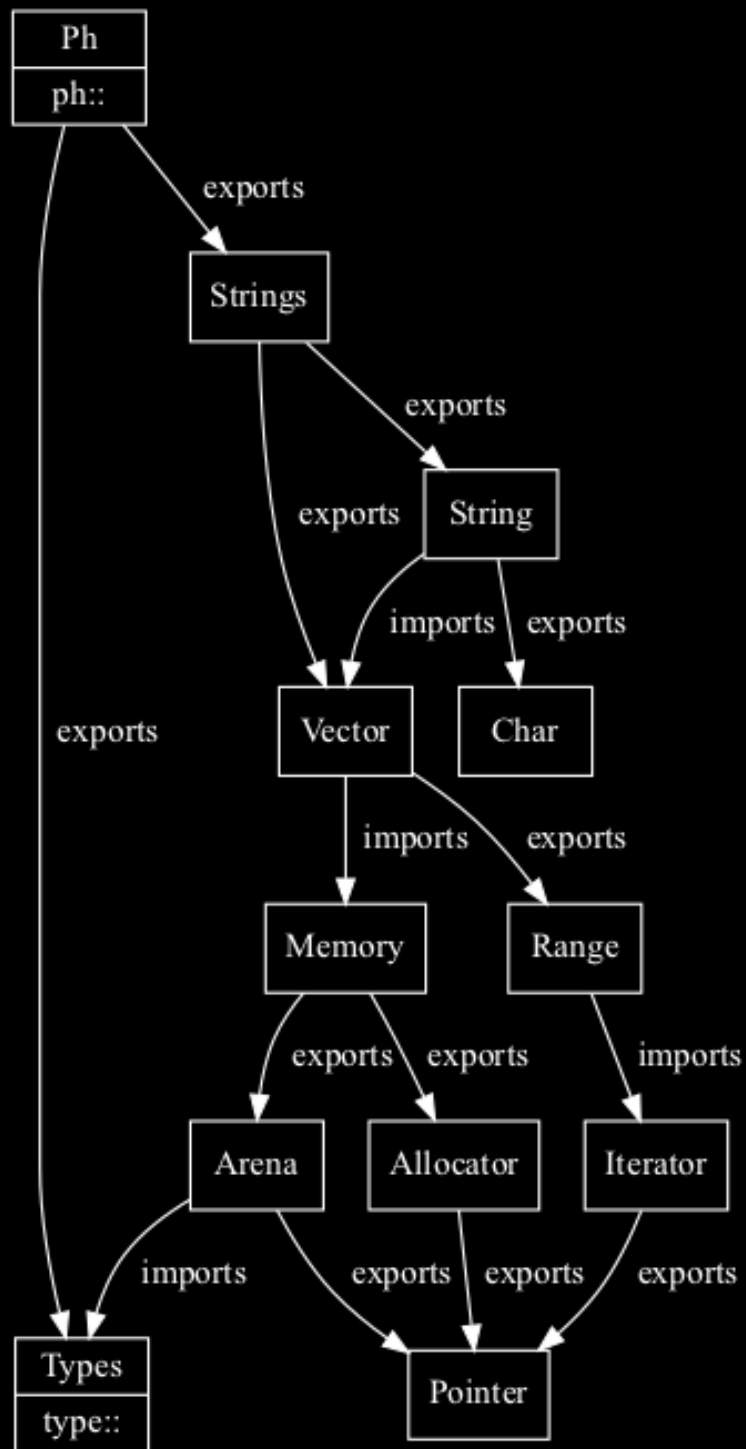 Ph
ph::
exports
Strings
exports
exports
String
imports
exports
Vector
Char
exports
imports
exports
Memory
Range
exports
exports
imports
Arena
Allocator
Iterator
imports
exports
exports
exports
Types
type::
Pointer